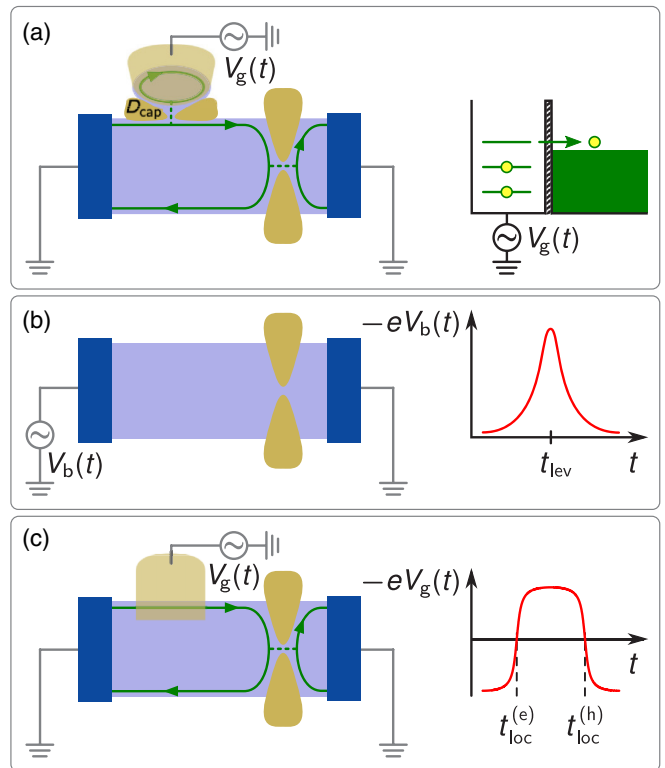 (a)
V_g(t)
D_cap
V_g(t)
(b)
−eV_b(t)
V_b(t)
t_lev
t
(c)
V_g(t)
−eV_g(t)
t
t_loc^(e)
t_loc^(h)